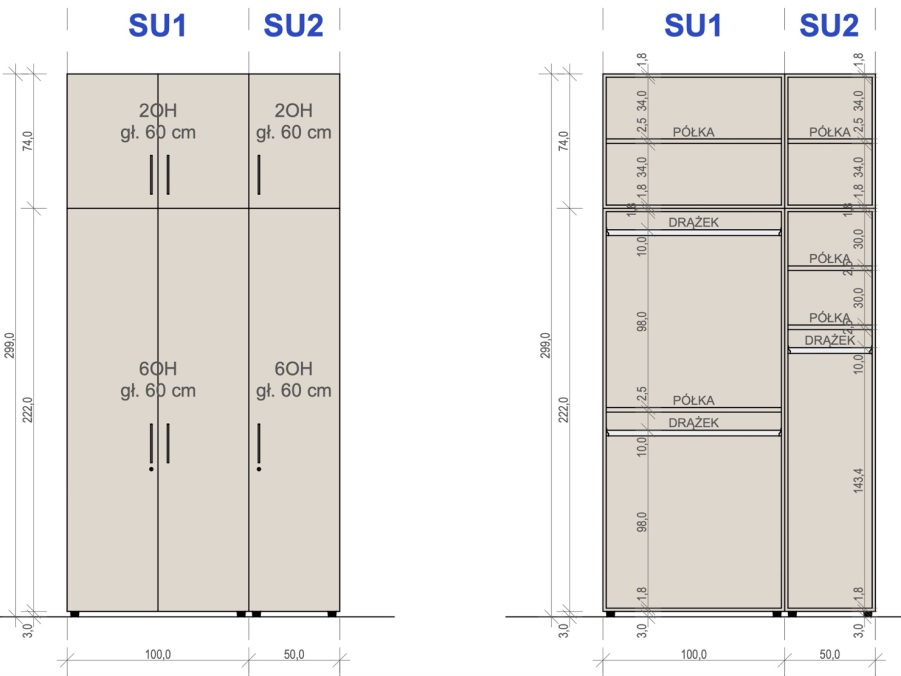 SU1 SU2
2OH
gł. 60 cm
2OH
gł. 60 cm
6OH
gł. 60 cm
6OH
gł. 60 cm
74,0
299,0
222,0
3,0
100,0 50,0
SU1 SU2
1,8
34,0
2,5
PÓŁKA
34,0
1,8
1,8
DRĄŻEK
10,0
98,0
2,5
PÓŁKA
DRĄŻEK
10,0
98,0
1,8
3,0
1,8
34,0
2,5
PÓŁKA
34,0
1,8
1,8
30,0
PÓŁKA
2,5
30,0
PÓŁKA
2,5
DRĄŻEK
10,0
143,4
1,8
3,0
74,0
299,0
222,0
3,0
100,0 50,0